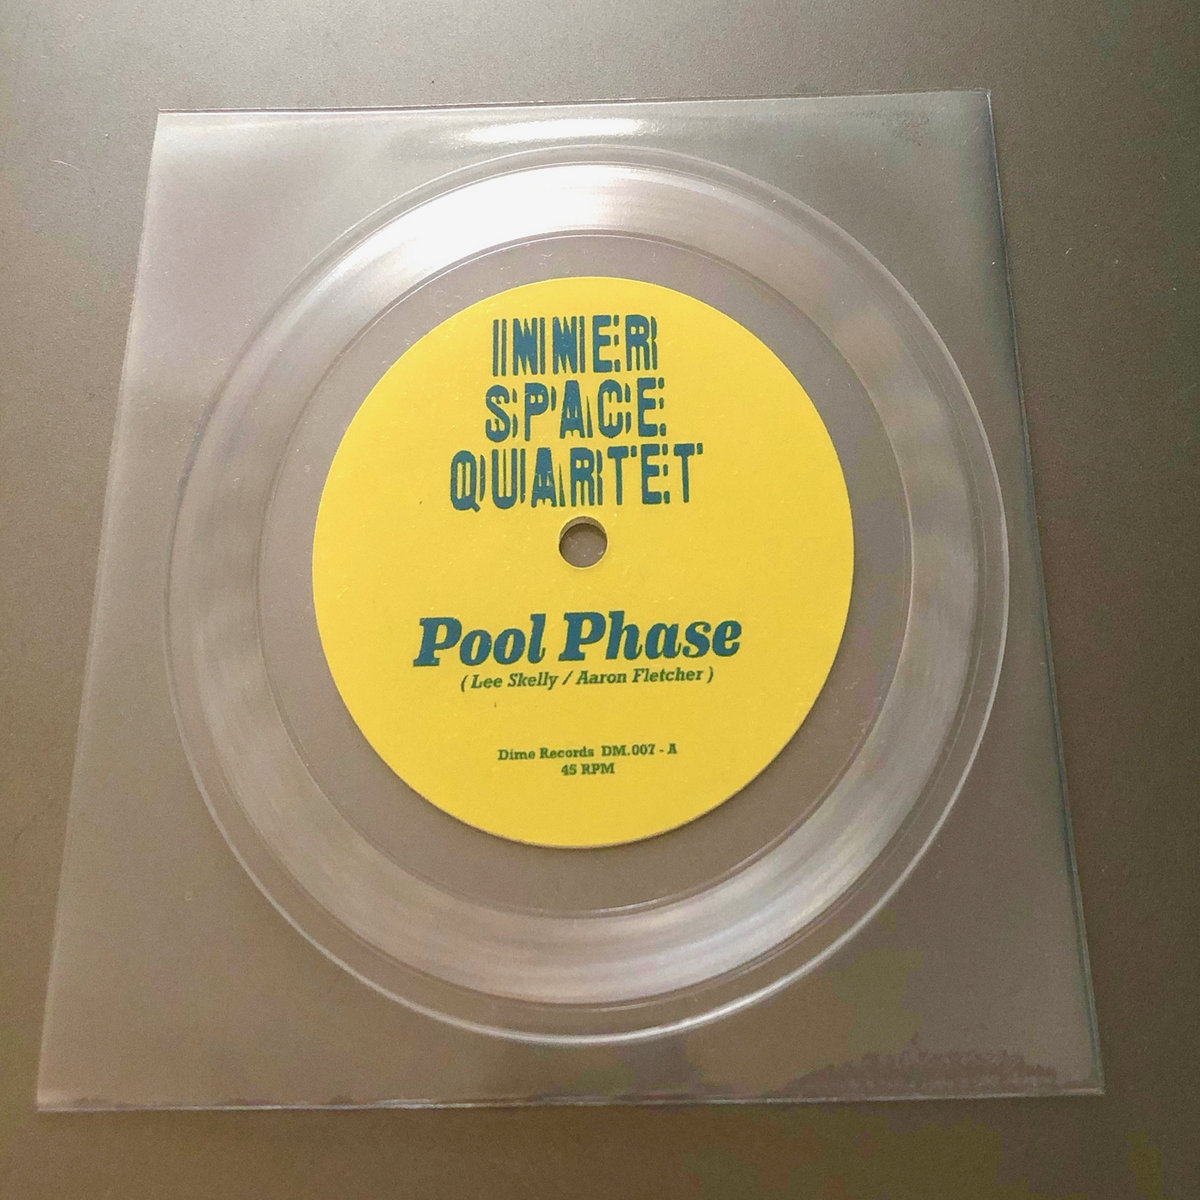 INNER
SPACE
QUARTET
Pool Phase
( Lee Skelly / Aaron Fletcher )
Dime Records DM.007 - A
45 RPM